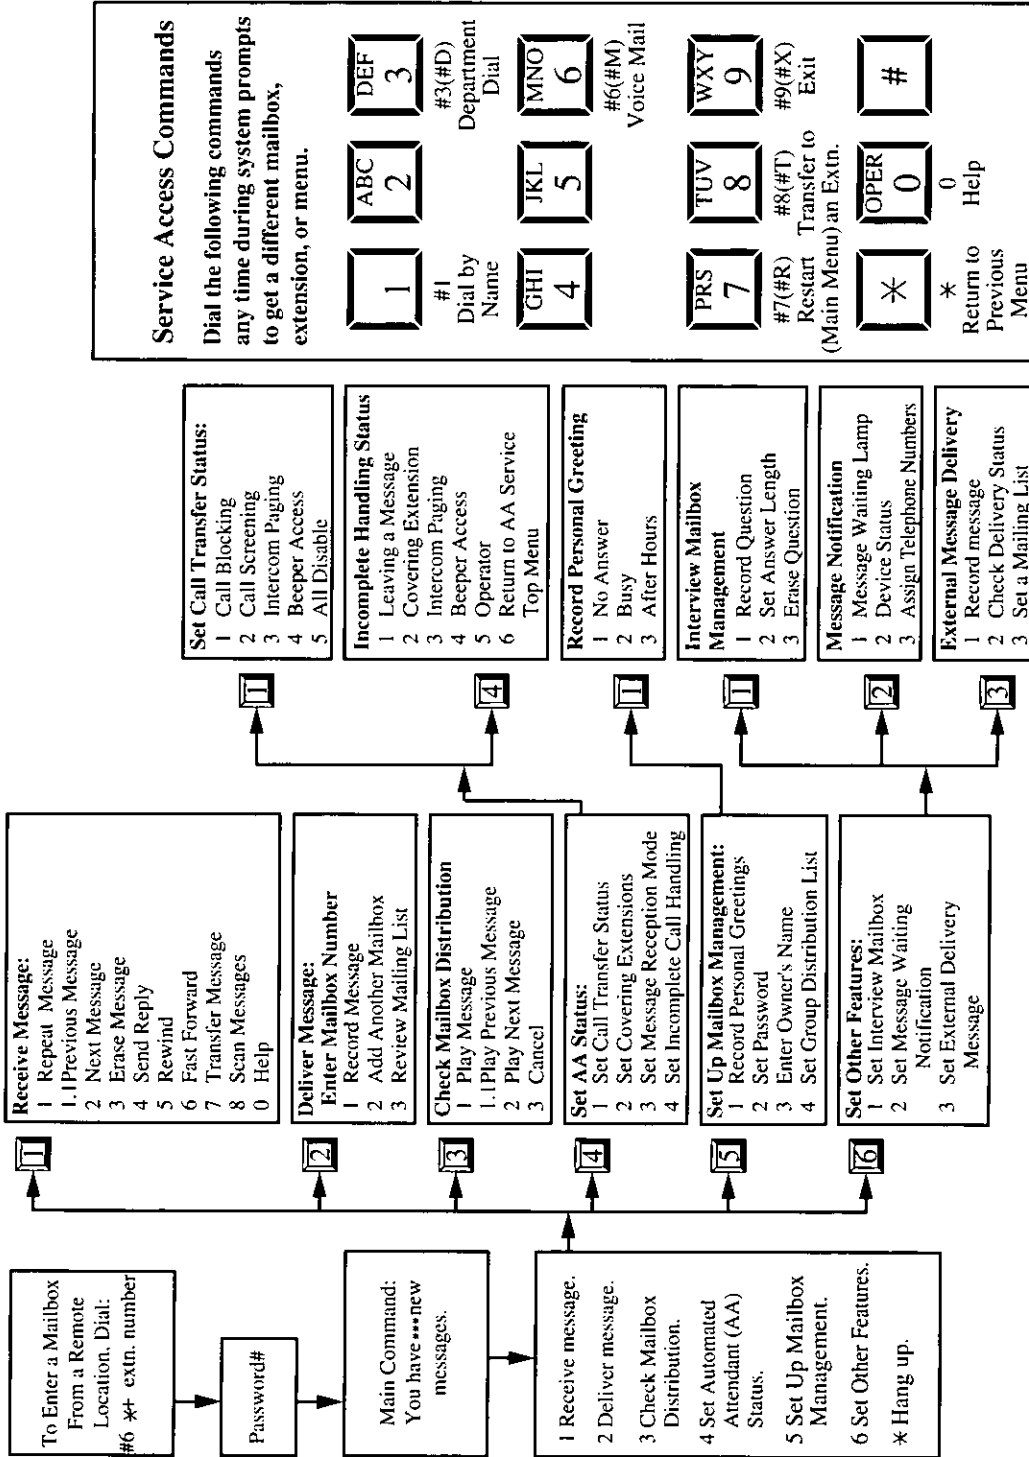 To Enter a Mailbox
From a Remote
Location. Dial:
#6 ⚹+ extn. number
Password#
Main Command:
You have •••new
messages.
1 Receive message.
2 Deliver message.
3 Check Mailbox
Distribution.
4 Set Automated
Attendant (AA)
Status.
5 Set Up Mailbox
Management.
6 Set Other Features.
⚹ Hang up.
1
Receive Message:
1 Repeat Message
1.1 Previous Message
2 Next Message
3 Erase Message
4 Send Reply
5 Rewind
6 Fast Forward
7 Transfer Message
8 Scan Messages
0 Help
2
Deliver Message:
Enter Mailbox Number
1 Record Message
2 Add Another Mailbox
3 Review Mailing List
3
Check Mailbox Distribution
1 Play Message
1.1 Play Previous Message
2 Play Next Message
3 Cancel
4
Set AA Status:
1 Set Call Transfer Status
2 Set Covering Extensions
3 Set Message Reception Mode
4 Set Incomplete Call Handling
5
Set Up Mailbox Management:
1 Record Personal Greetings
2 Set Password
3 Enter Owner's Name
4 Set Group Distribution List
6
Set Other Features:
1 Set Interview Mailbox
2 Set Message Waiting
Notification
3 Set External Delivery
Message
1
Set Call Transfer Status:
1 Call Blocking
2 Call Screening
3 Intercom Paging
4 Beeper Access
5 All Disable
4
Incomplete Handling Status
1 Leaving a Message
2 Covering Extension
3 Intercom Paging
4 Beeper Access
5 Operator
6 Return to AA Service
Top Menu
1
Record Personal Greeting
1 No Answer
2 Busy
3 After Hours
1
Interview Mailbox
Management
1 Record Question
2 Set Answer Length
3 Erase Question
2
Message Notification
1 Message Waiting Lamp
2 Device Status
3 Assign Telephone Numbers
3
External Message Delivery
1 Record message
2 Check Delivery Status
3 Set a Mailing List
Service Access Commands
Dial the following commands
any time during system prompts
to get a different mailbox,
extension, or menu.
1
ABC 2
DEF 3
#1
Dial by
Name
#3(#D)
Department
Dial
GHI 4
JKL 5
MNO 6
#6(#M)
Voice Mail
PRS 7
TUV 8
WXY 9
#7(#R)
Restart
(Main Menu)
#8(#T)
Transfer to
an Extn.
#9(#X)
Exit
⚹
OPER 0
#
⚹
Return to
Previous
Menu
0
Help